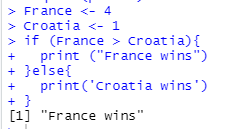 > France <- 4
> Croatia <- 1
> if (France > Croatia){
+   print ("France wins")
+ }else{
+   print('Croatia wins')
+ }
[1] "France wins"